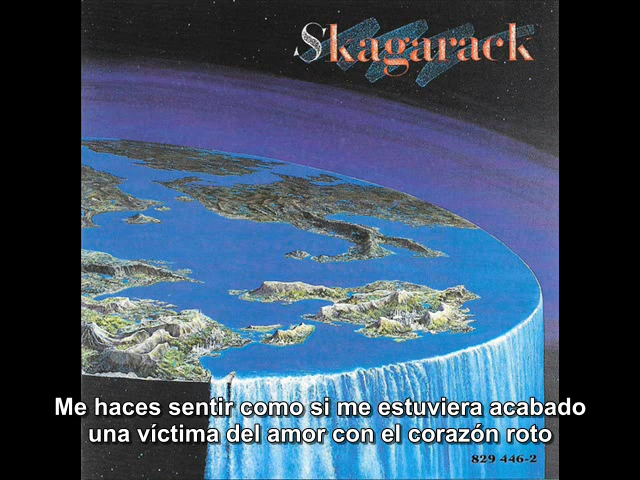 Skagarack
Me haces sentir como si me estuviera acabado
una víctima del amor con el corazón roto
829 446-2